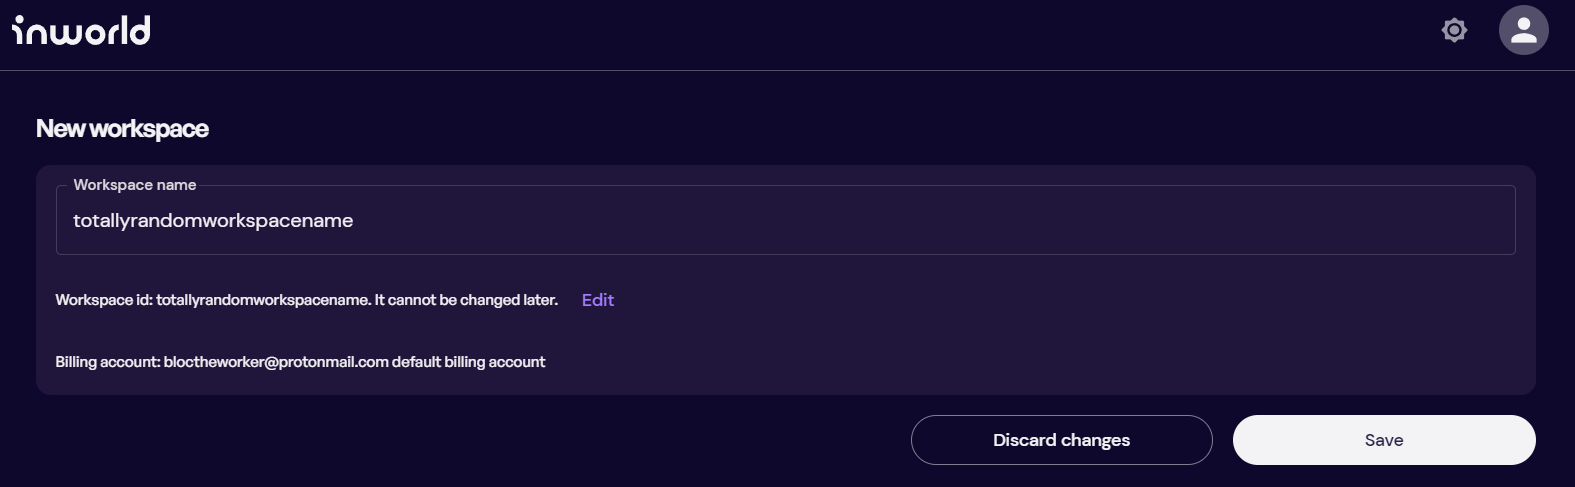 inworld
New workspace
Workspace name
totallyrandomworkspacename
Workspace id: totallyrandomworkspacename. It cannot be changed later. Edit
Billing account: bloctheworker@protonmail.com default billing account
Discard changes Save